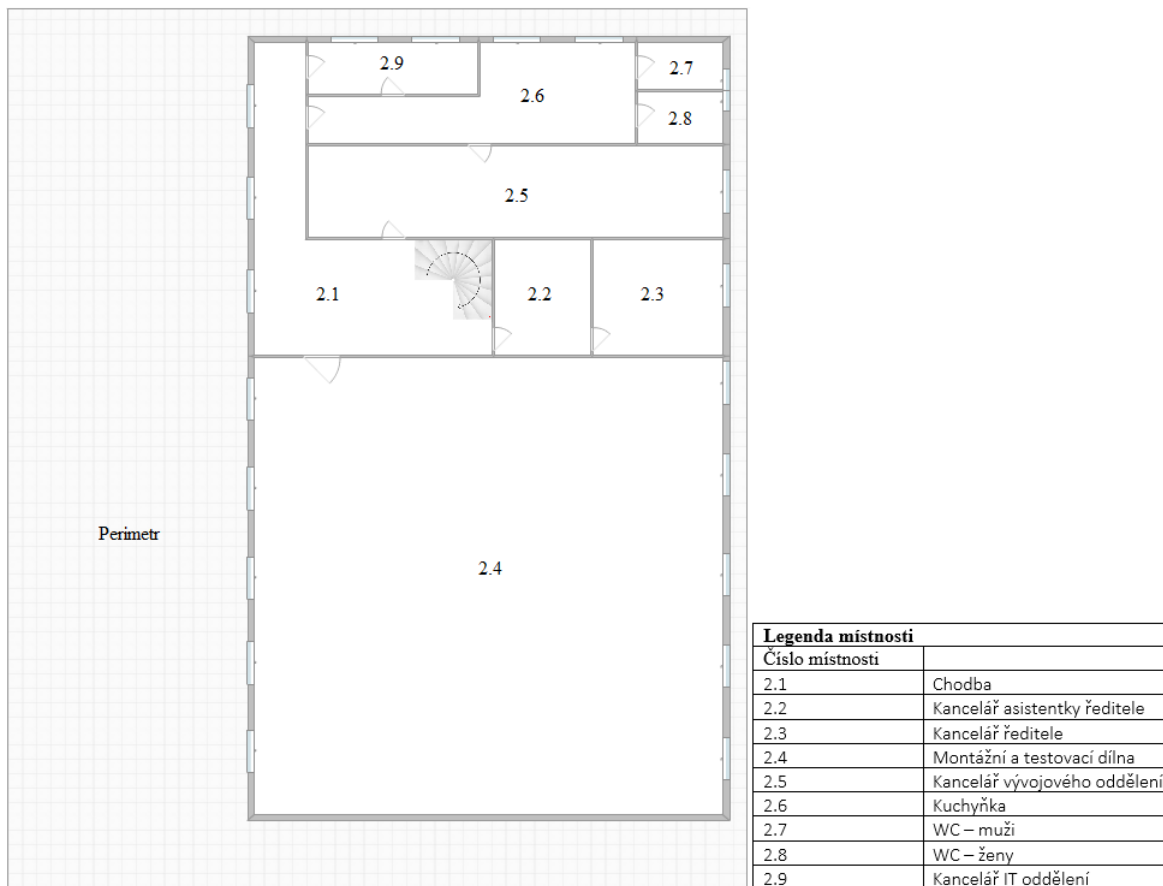 2.9
2.7
2.6
2.8
2.5
2.1
2.2
2.3
Perimetr
2.4
Legenda místnosti
Číslo místnosti
2.1 Chodba
2.2 Kancelář asistentky ředitele
2.3 Kancelář ředitele
2.4 Montážní a testovací dílna
2.5 Kancelář vývojového oddělení
2.6 Kuchyňka
2.7 WC – muži
2.8 WC – ženy
2.9 Kancelář IT oddělení